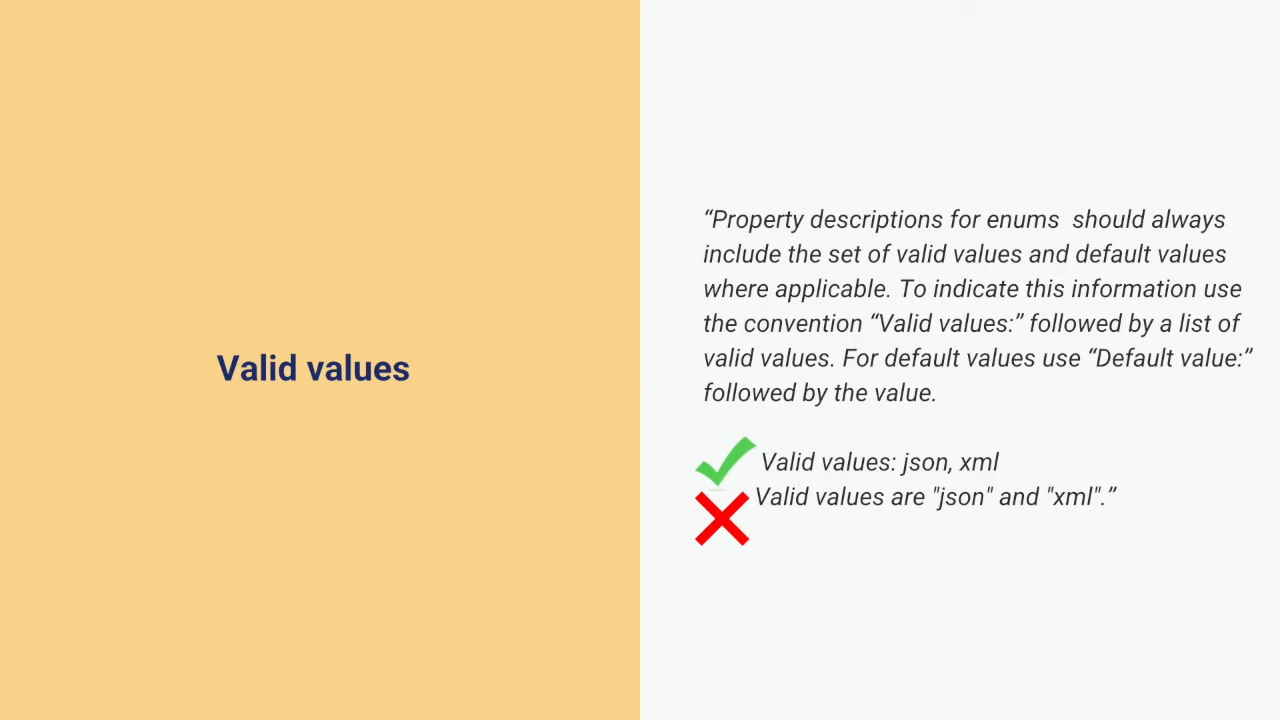 Valid values
“Property descriptions for enums  should always
include the set of valid values and default values
where applicable. To indicate this information use
the convention “Valid values:” followed by a list of
valid values. For default values use “Default value:”
followed by the value.
Valid values: json, xml
Valid values are "json" and "xml".”